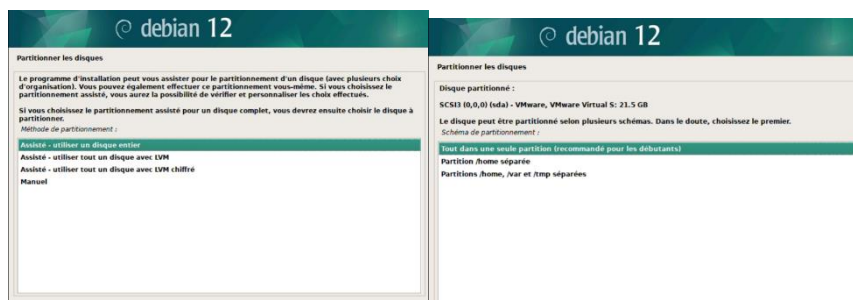 debian 12
Partitionner les disques
Le programme d'installation peut vous assister pour le partitionnement d'un disque (avec plusieurs choix
d'organisation). Vous pouvez également effectuer ce partitionnement vous-même. Si vous choisissez le
partitionnement assisté, vous aurez la possibilité de vérifier et personnaliser les choix effectués.
Si vous choisissez le partitionnement assisté pour un disque complet, vous devrez ensuite choisir le disque à
partitionner.
Méthode de partitionnement :
Assisté - utiliser un disque entier
Assisté - utiliser tout un disque avec LVM
Assisté - utiliser tout un disque avec LVM chiffré
Manuel
debian 12
Partitionner les disques
Disque partitionné :
SCSI3 (0,0,0) (sda) - VMware, VMware Virtual S: 21.5 GB
Le disque peut être partitionné selon plusieurs schémas. Dans le doute, choisissez le premier.
Schéma de partitionnement :
Tout dans une seule partition (recommandé pour les débutants)
Partition /home séparée
Partitions /home, /var et /tmp séparées